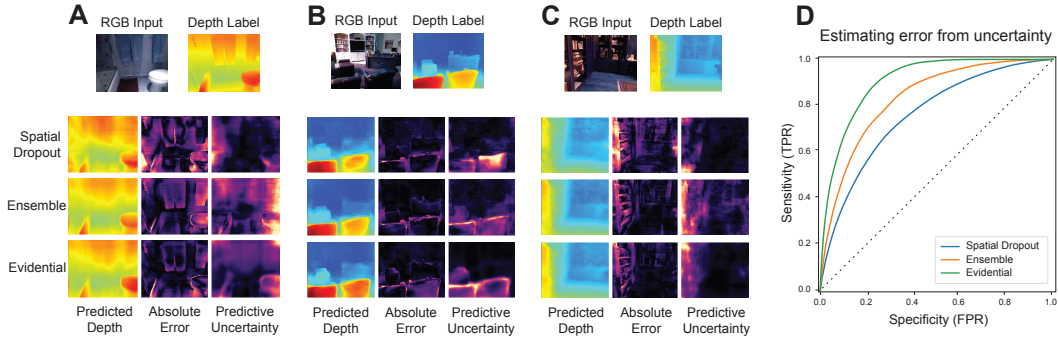 A
RGB Input
Depth Label
Spatial
Dropout
Ensemble
Evidential
Predicted
Depth
Absolute
Error
Predictive
Uncertainty
B
RGB Input
Depth Label
Predicted
Depth
Absolute
Error
Predictive
Uncertainty
C
RGB Input
Depth Label
Predicted
Depth
Absolute
Error
Predictive
Uncertainty
D
Estimating error from uncertainty
Sensitivity (TPR)
1.0
0.8
0.6
0.4
0.2
0.0
Spatial Dropout
Ensemble
Evidential
0.0
0.2
0.4
0.6
0.8
1.0
Specificity (FPR)